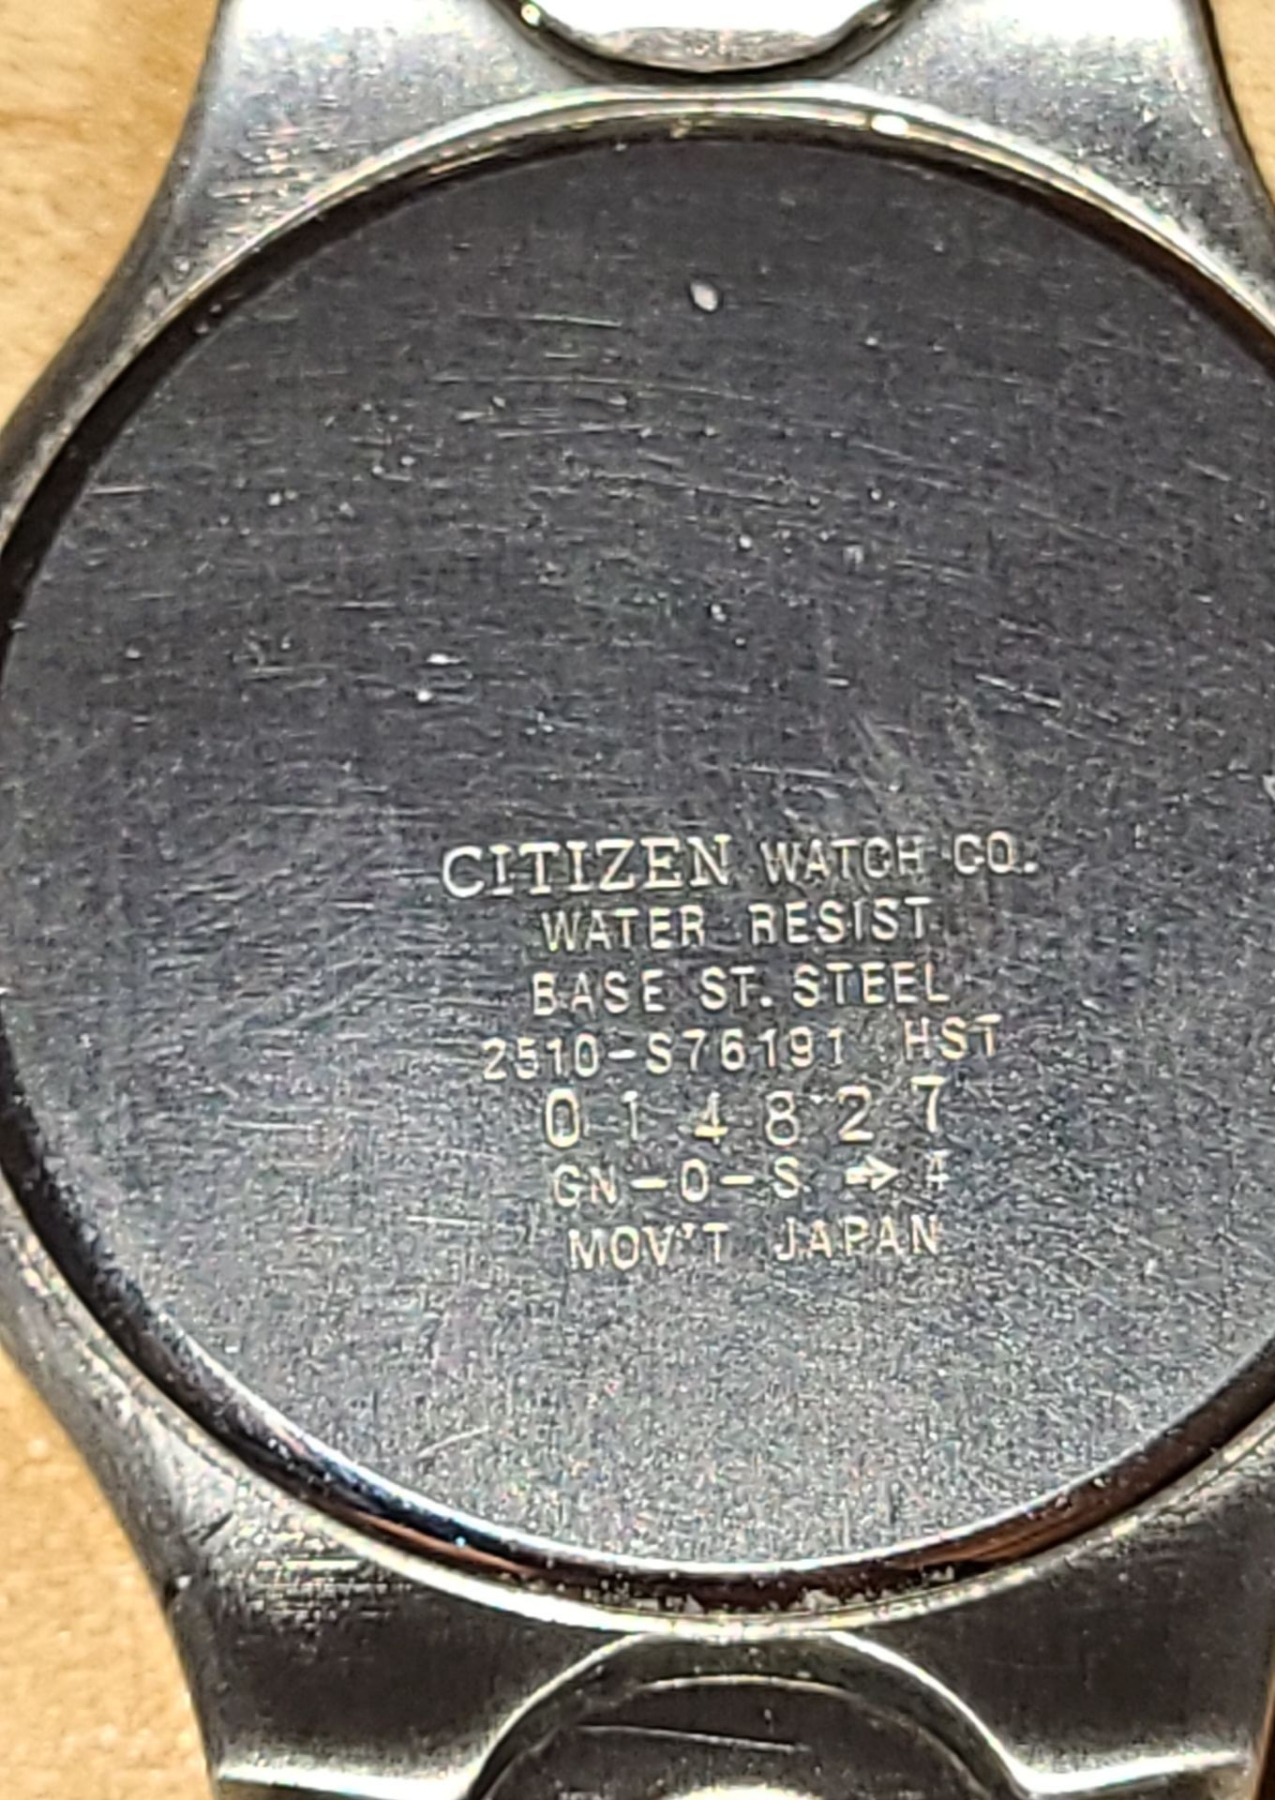 CITIZEN WATCH CO.
WATER RESIST
BASE ST. STEEL
2510-S76191 HST
014827
GN-0-S → 4
MOV'T JAPAN